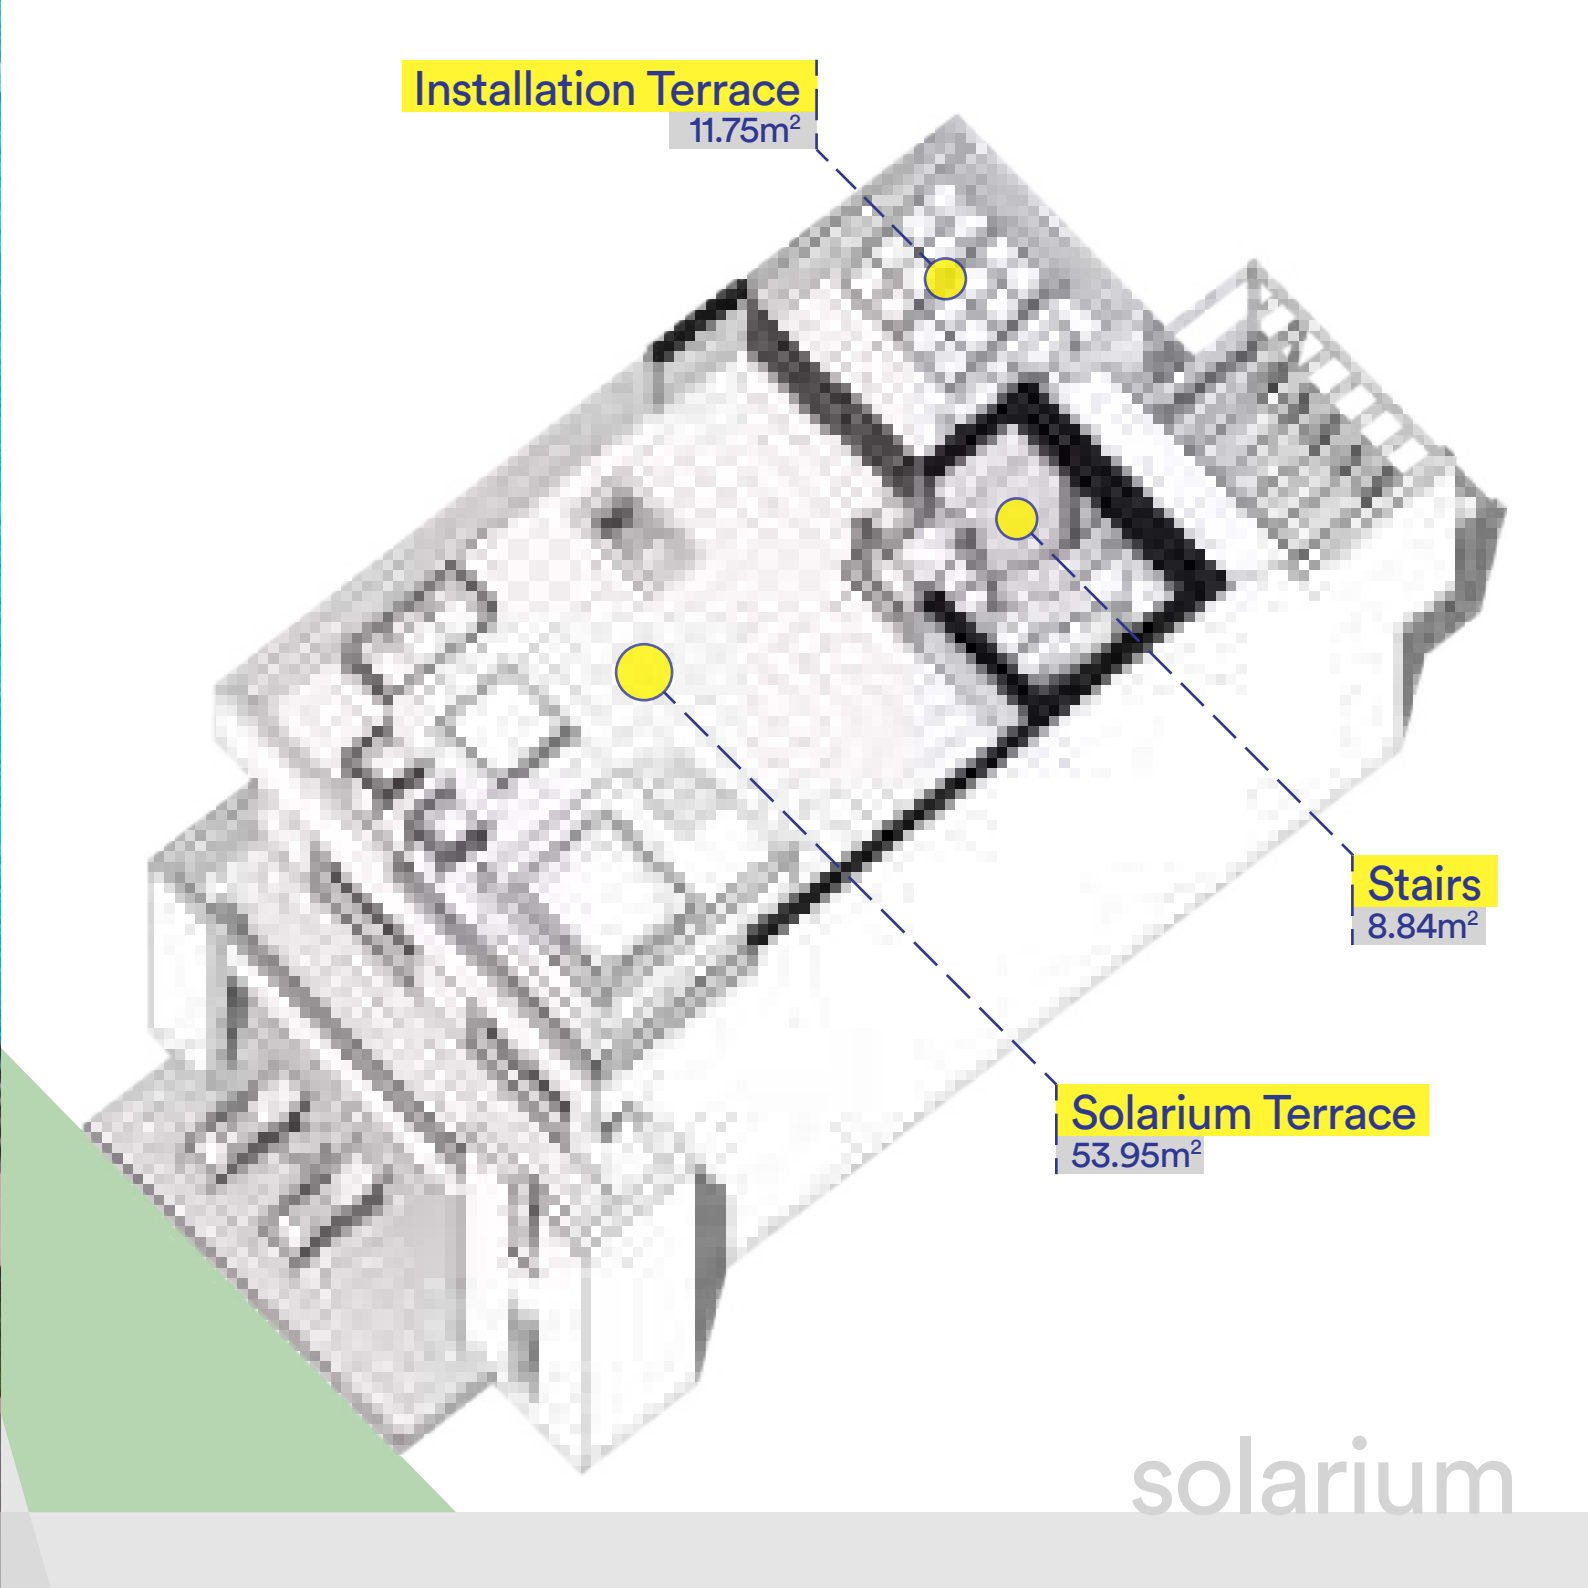 Installation Terrace
11.75m²
Stairs
8.84m²
Solarium Terrace
53.95m²
solarium